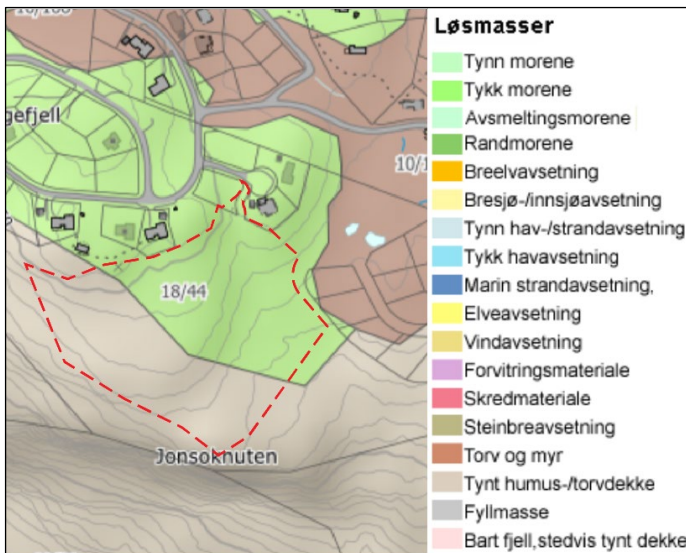 gefjell
18/44
Jonsoknuten
Løsmasser
Tynn morene
Tykk morene
Avsmeltingsmorene
Randmorene
Breelvavsetning
Bresjø-/innsjøavsetning
Tynn hav-/strandavsetning
Tykk havavsetning
Marin strandavsetning,
Elveavsetning
Vindavsetning
Forvitringsmateriale
Skredmateriale
Steinbreavsetning
Torv og myr
Tynt humus-/torvdekke
Fyllmasse
Bart fjell,stedvis tynt dekke